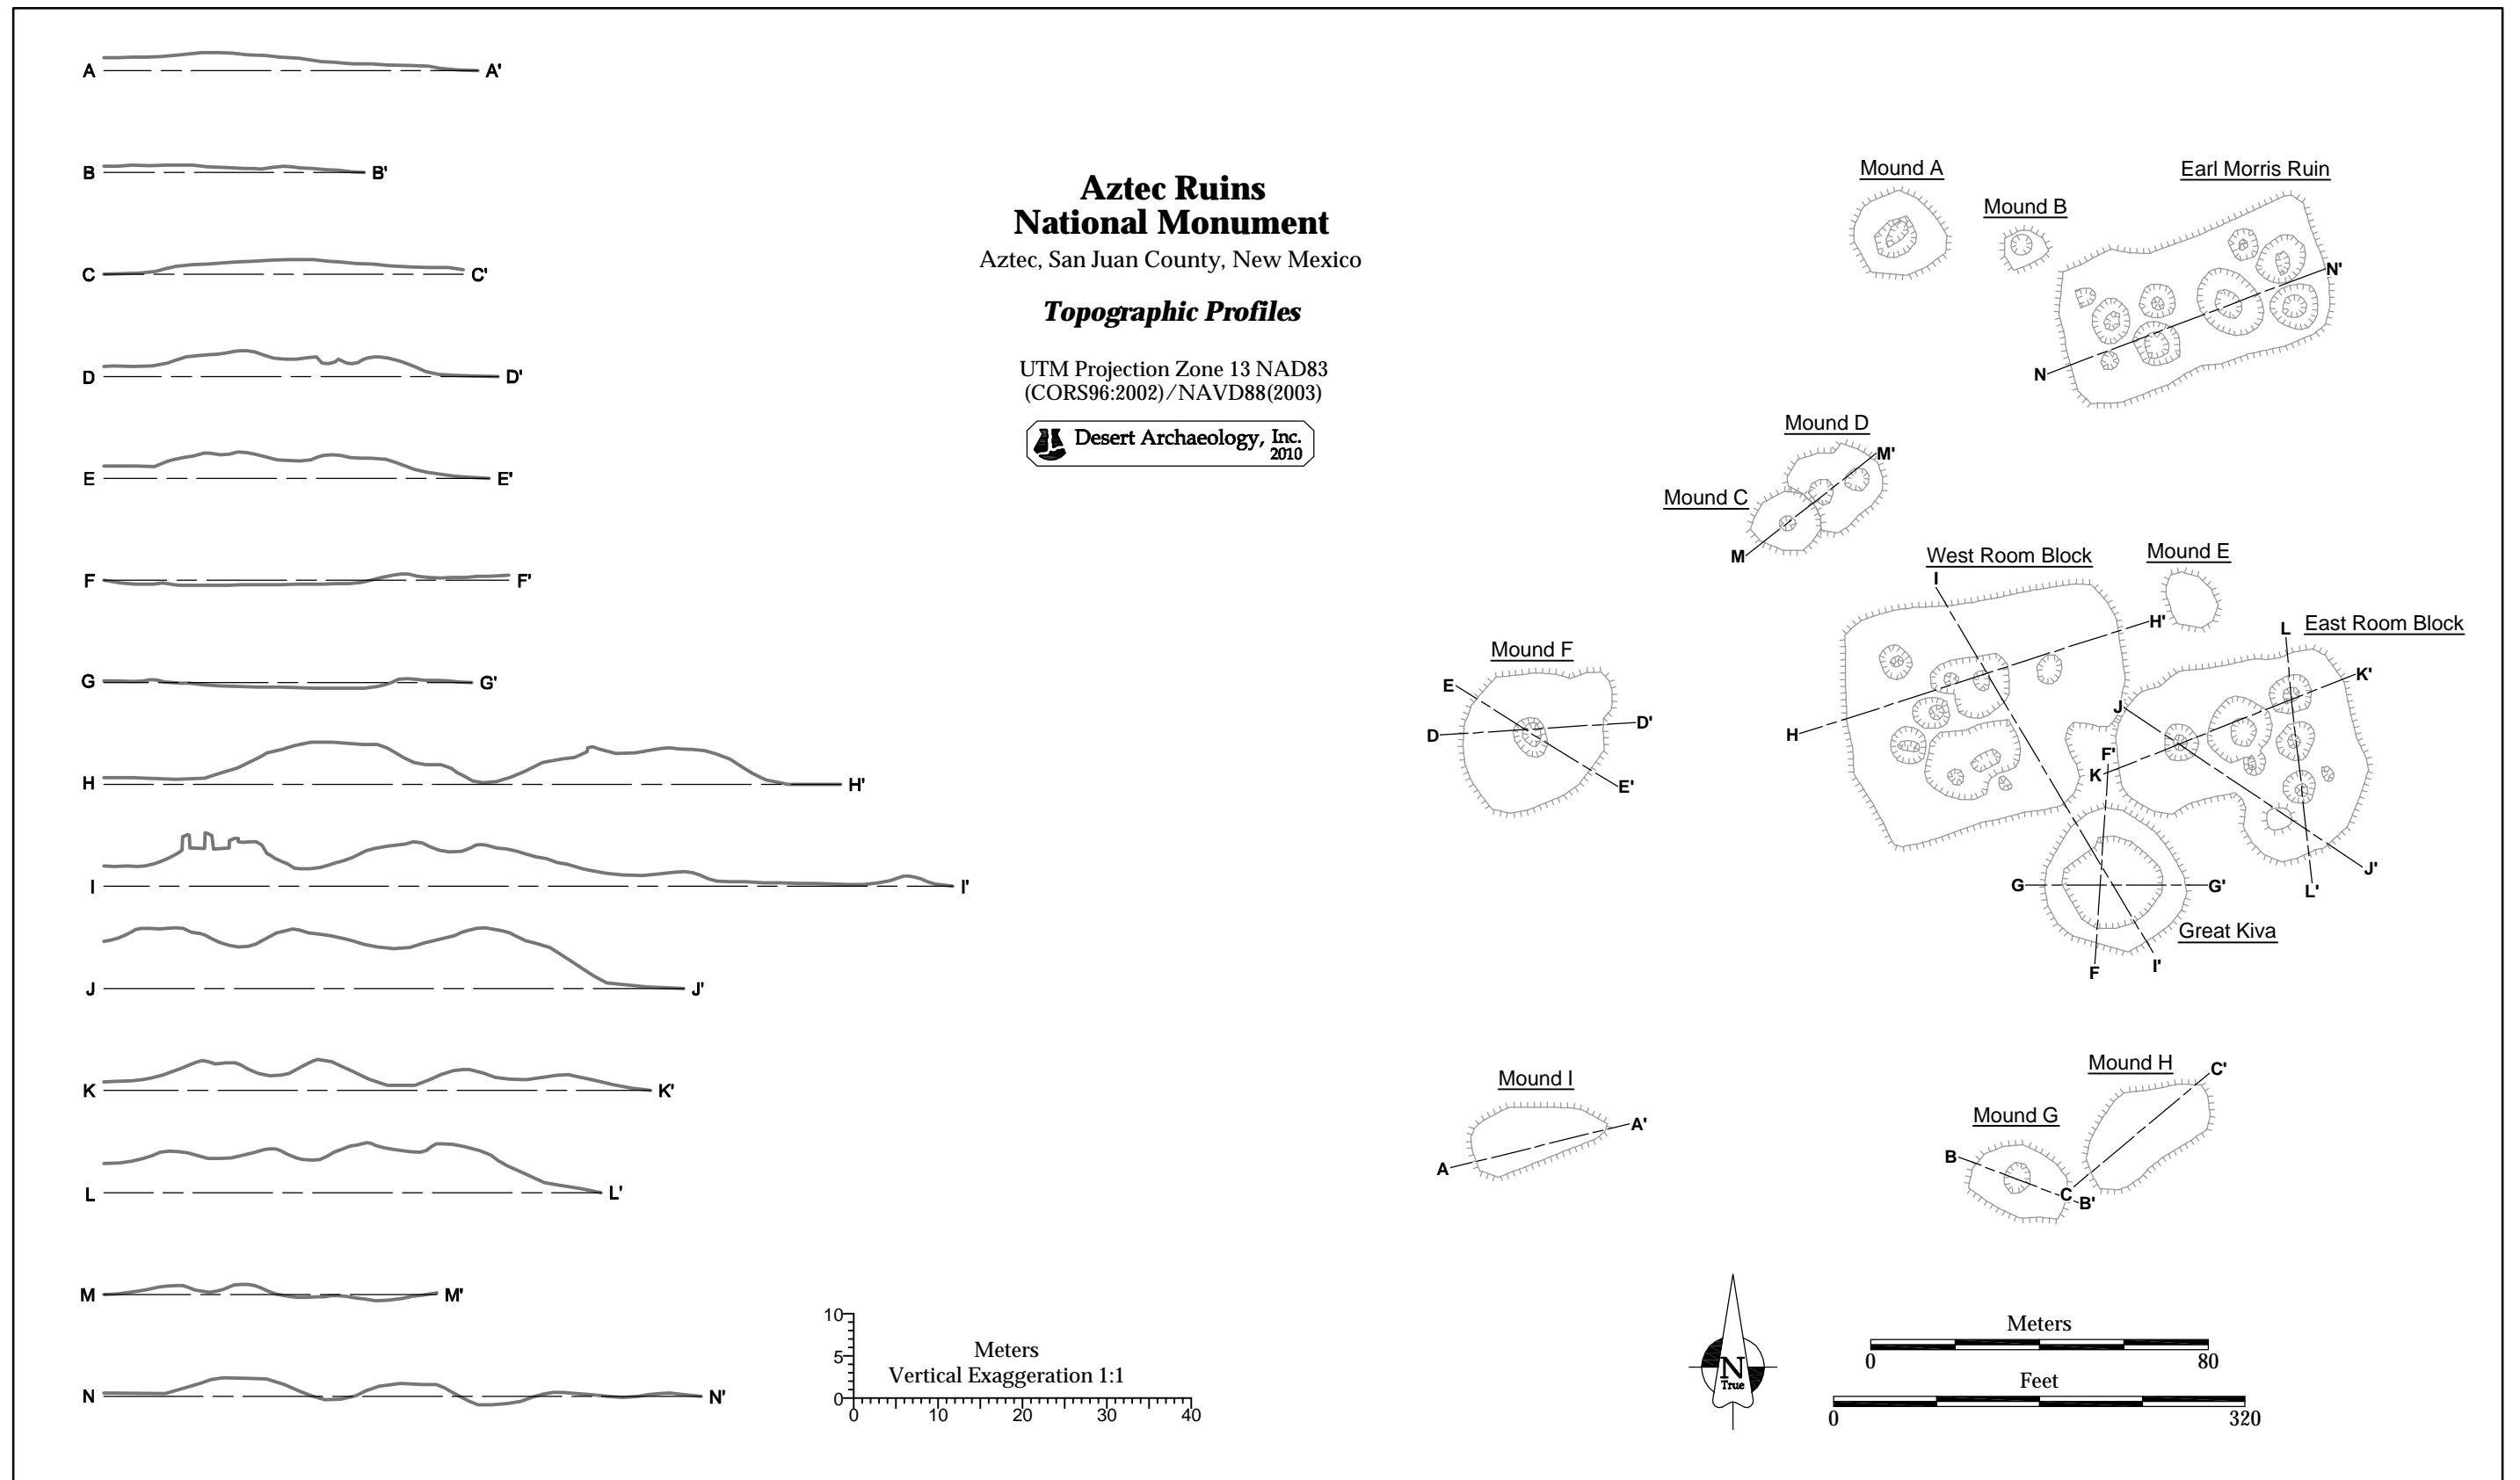 A A'
B B'
C C'
D D'
E E'
F F'
G G'
H H'
I I'
J J'
K K'
L L'
M M'
N N'
Aztec Ruins
National Monument
Aztec, San Juan County, New Mexico
Topographic Profiles
UTM Projection Zone 13 NAD83
(CORS96:2002)/NAVD88(2003)
Desert Archaeology, Inc.
2010
10
5
0
Meters
Vertical Exaggeration 1:1
0 10 20 30 40
Mound A
Earl Morris Ruin
Mound B
N'
N
Mound D
M'
Mound C
M
West Room Block
Mound E
I
H'
L
East Room Block
Mound F
E
K'
J
D
D'
H
F'
K
E'
G
G'
J'
L'
Great Kiva
F
I'
Mound I
A'
A
Mound H
C'
Mound G
B
C
B'
N
True
Meters
0 80
Feet
0 320